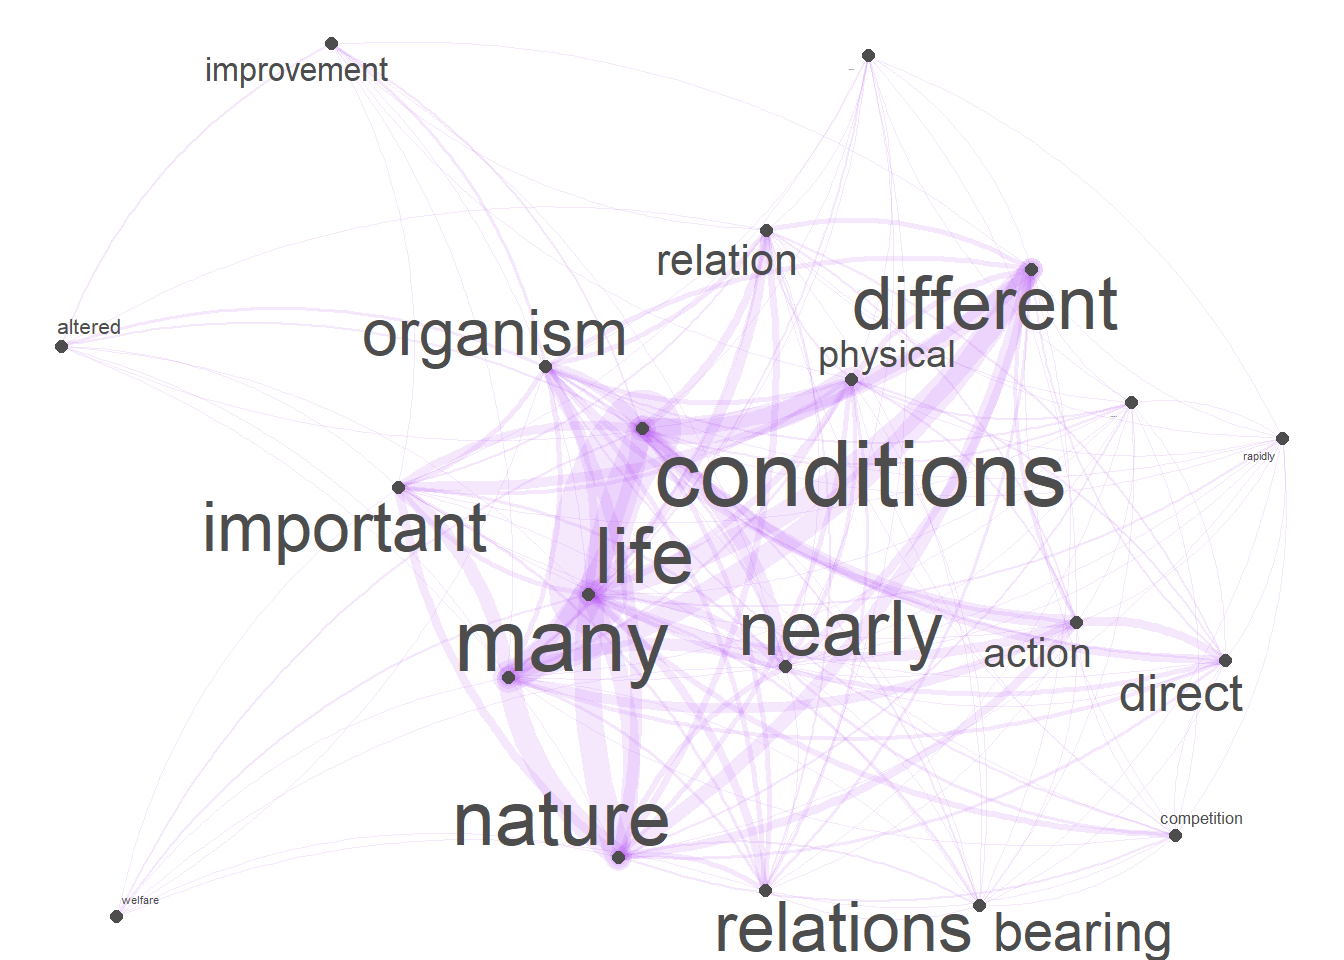 improvement
relation
different
altered
organism
physical
rapidly
conditions
important
life
many
nearly
action
direct
nature
competition
welfare
relations
bearing